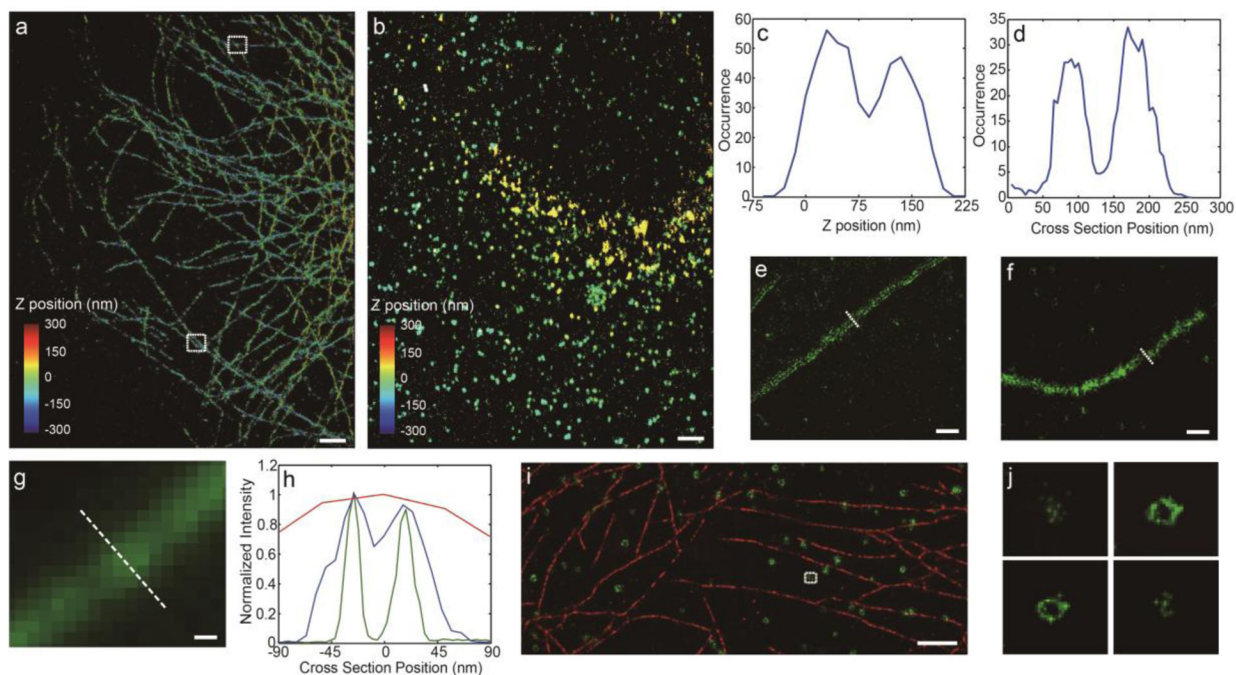 a
Z position (nm)
300
150
0
-150
-300
b
Z position (nm)
300
150
0
-150
-300
c
Occurrence
60
50
40
30
20
10
0
-75
0
75
150
225
Z position (nm)
d
Occurrence
35
30
25
20
15
10
5
0
0
50
100
150
200
250
300
Cross Section Position (nm)
e
f
g
h
Normalized Intensity
1.2
1
0.8
0.6
0.4
0.2
0
-90
-45
0
45
90
Cross Section Position (nm)
i
j